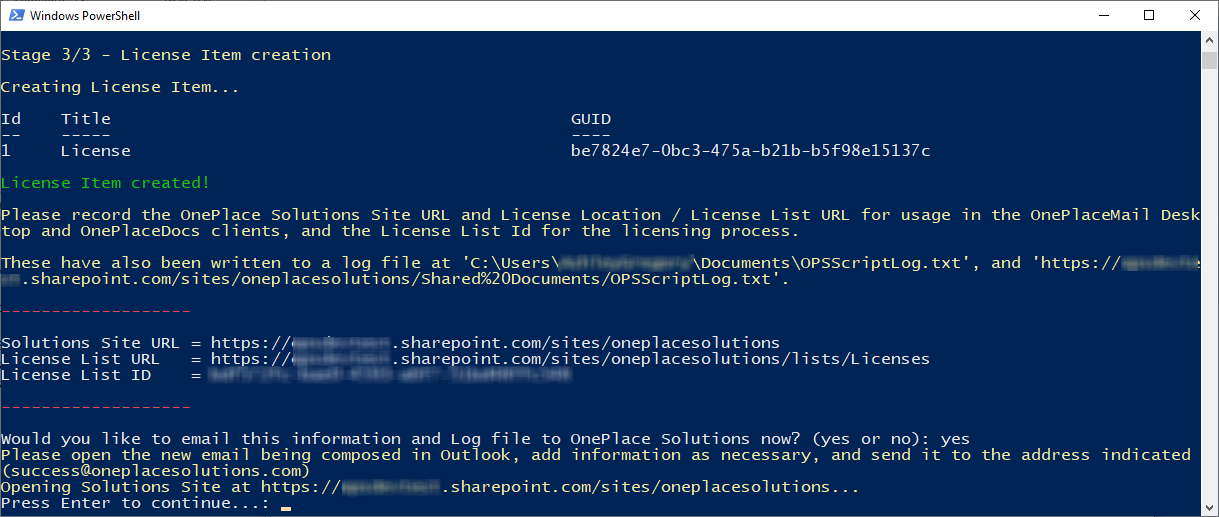 Windows PowerShell
Stage 3/3 - License Item creation
Creating License Item...
Id Title GUID
-- ----- ----
1 License be7824e7-0bc3-475a-b21b-b5f98e15137c
License Item created!
Please record the OnePlace Solutions Site URL and License Location / License List URL for usage in the OnePlaceMail Desk
top and OnePlaceDocs clients, and the License List Id for the licensing process.
These have also been written to a log file at 'C:\Users\ \Documents\OPSScriptLog.txt', and 'https://
.sharepoint.com/sites/oneplacesolutions/Shared%20Documents/OPSScriptLog.txt'.
-------------------
Solutions Site URL = https:// .sharepoint.com/sites/oneplacesolutions
License List URL = https:// .sharepoint.com/sites/oneplacesolutions/lists/Licenses
License List ID =
-------------------
Would you like to email this information and Log file to OnePlace Solutions now? (yes or no): yes
Please open the new email being composed in Outlook, add information as necessary, and send it to the address indicated
(success@oneplacesolutions.com)
Opening Solutions Site at https:// .sharepoint.com/sites/oneplacesolutions...
Press Enter to continue...: _